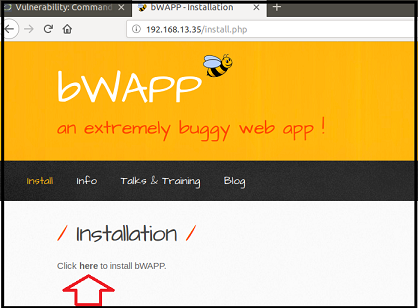 Vulnerability: Command
bWAPP - Installation
192.168.13.35/install.php
bWAPP
an extremely buggy web app !
Install Info Talks & Training Blog
/ Installation /
Click here to install bWAPP.